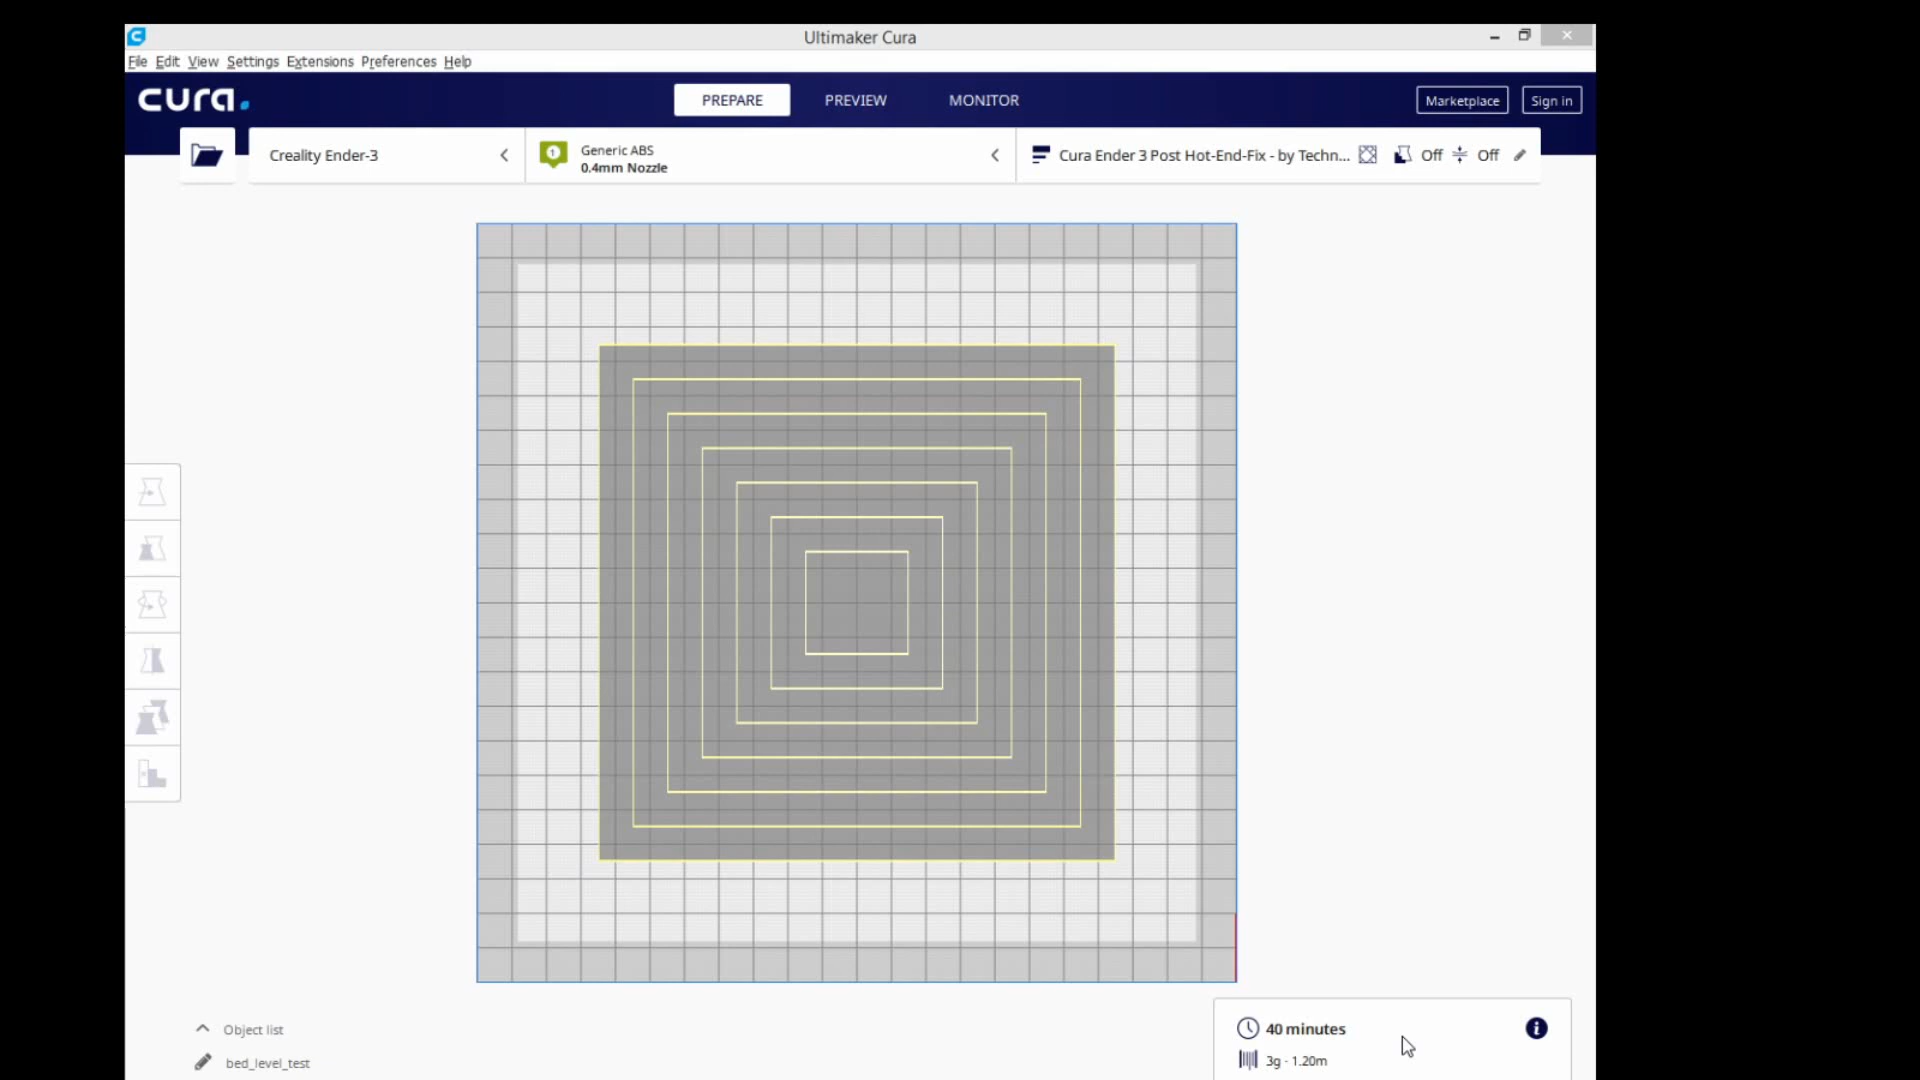 Ultimaker Cura
File Edit View Settings Extensions Preferences Help
cura.
PREPARE
PREVIEW
MONITOR
Marketplace
Sign in
Creality Ender-3
1
Generic ABS
0.4mm Nozzle
Cura Ender 3 Post Hot-End-Fix - by Techn...
Off
Off
Object list
bed_level_test
40 minutes
3g · 1.20m